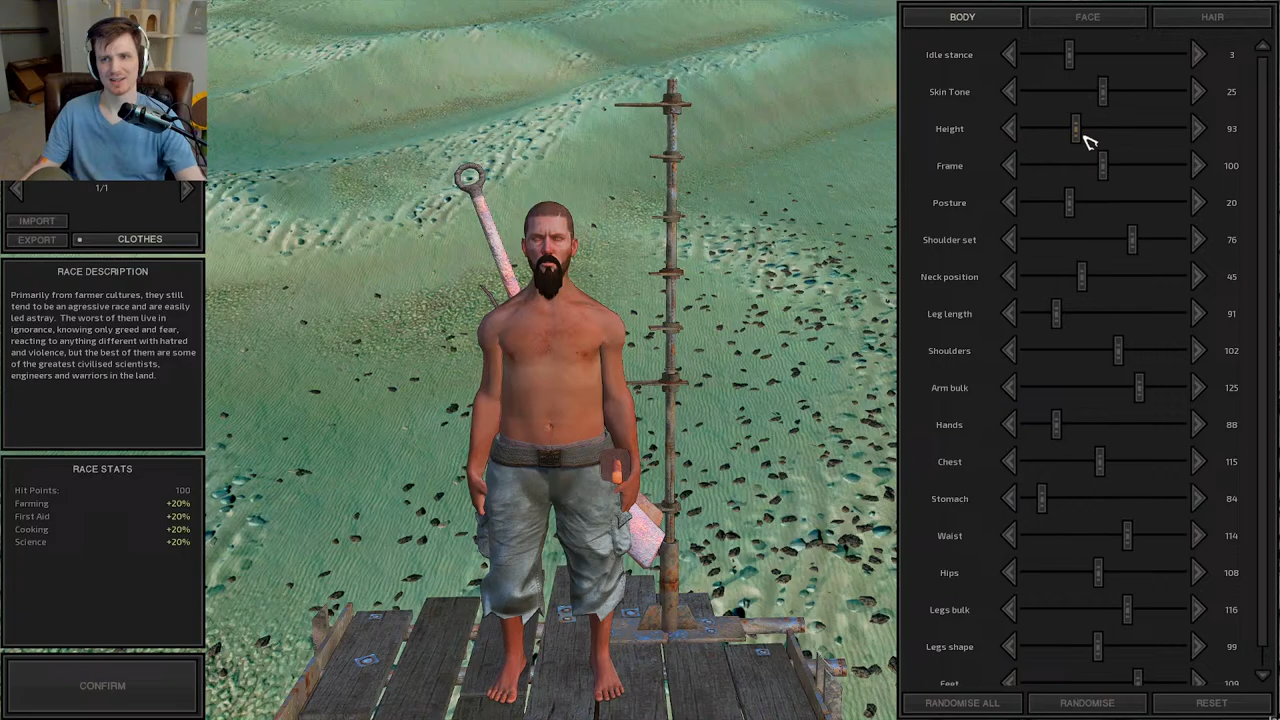 BODY
FACE
HAIR
Idle stance
3
Skin Tone
25
Height
93
Frame
100
Posture
20
Shoulder set
76
Neck position
45
Leg length
91
Shoulders
102
Arm bulk
125
Hands
88
Chest
115
Stomach
84
Waist
114
Hips
108
Legs bulk
116
Legs shape
99
Feet
109
RANDOMISE ALL
RANDOMISE
RESET
1/1
IMPORT
EXPORT
CLOTHES
RACE DESCRIPTION
Primarily from farmer cultures, they still
tend to be an agressive race and are easily
led astray. The worst of them live in
ignorance, knowing only greed and fear,
reacting to anything different with hatred
and violence, but the best of them are some
of the greatest civilised scientists,
engineers and warriors in the land.
RACE STATS
Hit Points: 100
Farming +20%
First Aid +20%
Cooking +20%
Science +20%
CONFIRM